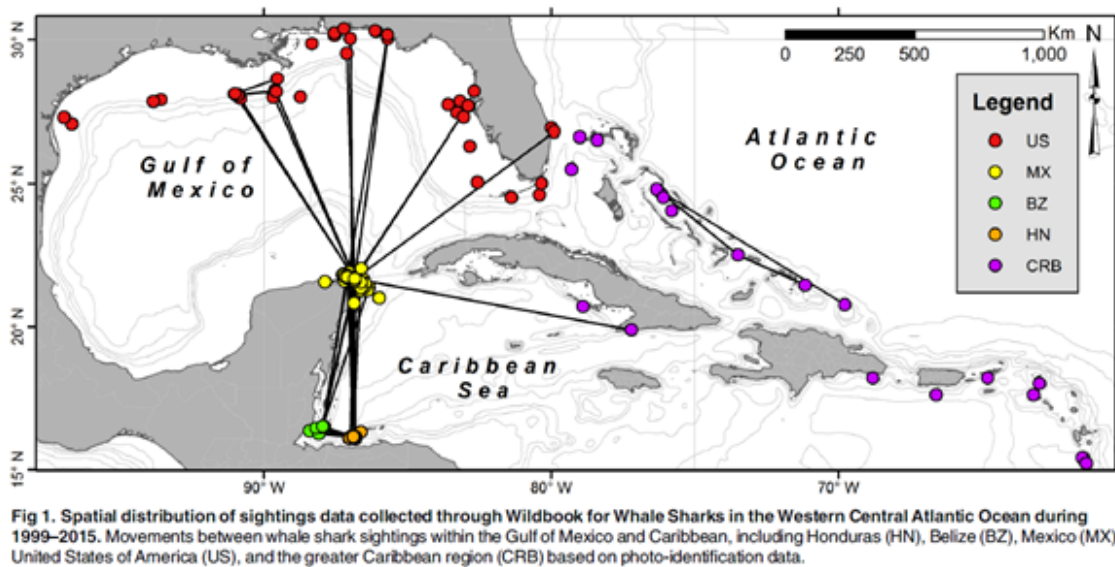 30° N
Km
N
0 250 500 1,000
Legend
US
MX
BZ
HN
CRB
Atlantic
Ocean
Gulf of
Mexico
25° N
20° N
Caribbean
Sea
15° N
90° W 80° W 70° W
Fig 1. Spatial distribution of sightings data collected through Wildbook for Whale Sharks in the Western Central Atlantic Ocean during
1999–2015. Movements between whale shark sightings within the Gulf of Mexico and Caribbean, including Honduras (HN), Belize (BZ), Mexico (MX)
United States of America (US), and the greater Caribbean region (CRB) based on photo-identification data.